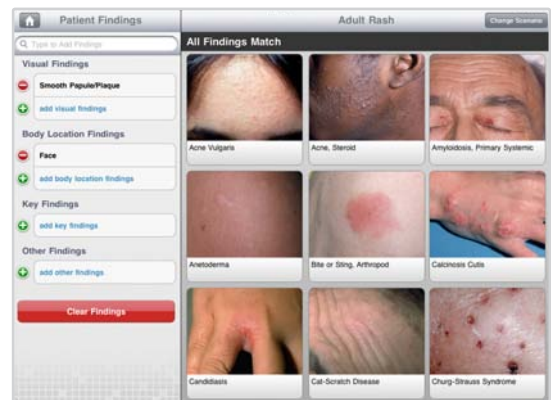 Patient Findings
Adult Rash
Change Scenario
Type to Add Findings
All Findings Match
Visual Findings
Smooth Papule/Plaque
add visual findings
Body Location Findings
Face
add body location findings
Key Findings
add key findings
Other Findings
add other findings
Clear Findings
Acne Vulgaris
Acne, Steroid
Amyloidosis, Primary Systemic
Anetoderma
Bite or Sting, Arthropod
Calcinosis Cutis
Candidiasis
Cat-Scratch Disease
Churg-Strauss Syndrome